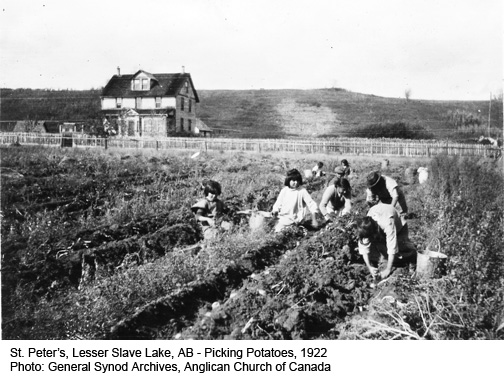 St. Peter's, Lesser Slave Lake, AB - Picking Potatoes, 1922
Photo: General Synod Archives, Anglican Church of Canada